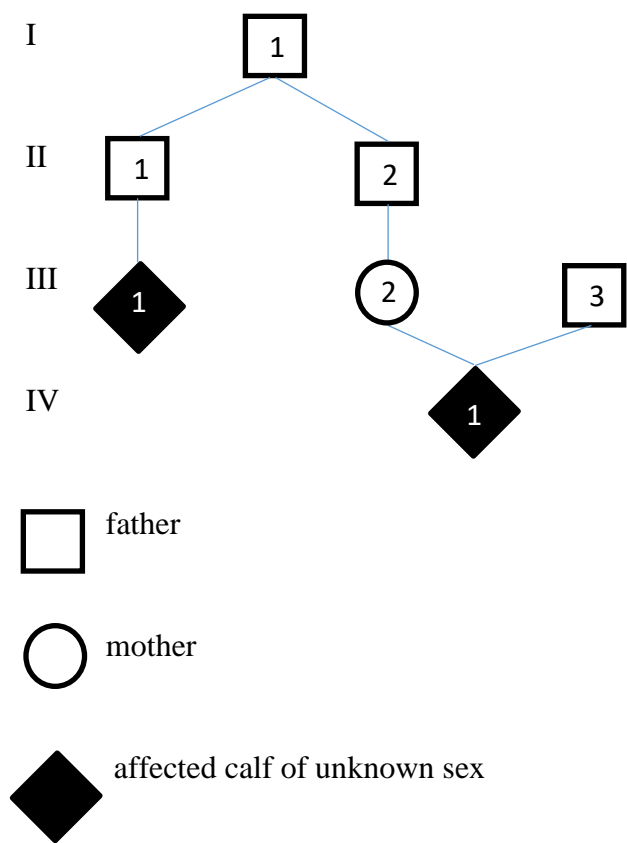 I
1
II
1
2
III
1
2
3
IV
1
father
mother
affected calf of unknown sex